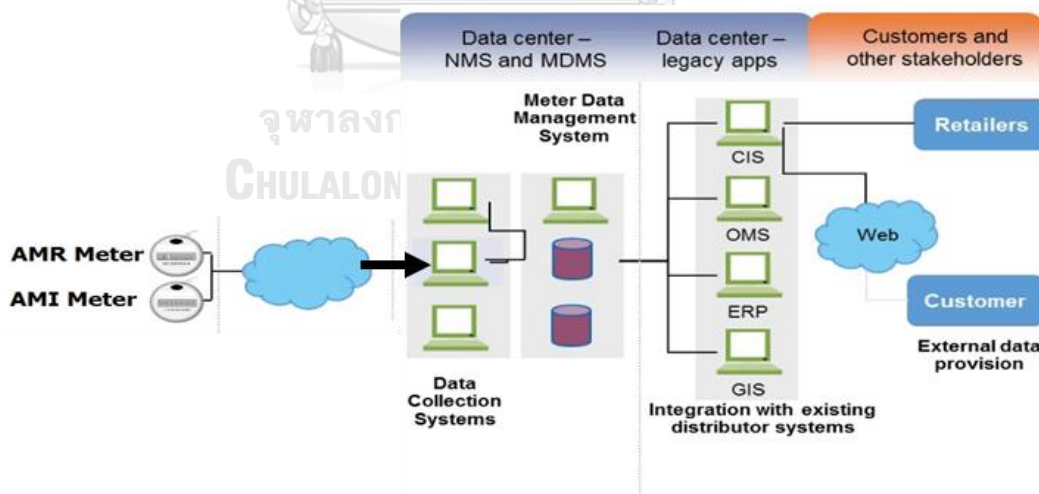 Data center –
NMS and MDMS
Data center –
legacy apps
Customers and
other stakeholders
Meter Data
Management
System
จุฬาลงก
CHULALON
AMR Meter
AMI Meter
CIS
OMS
ERP
GIS
Retailers
Web
Customer
External data
provision
Data
Collection
Systems
Integration with existing
distributor systems